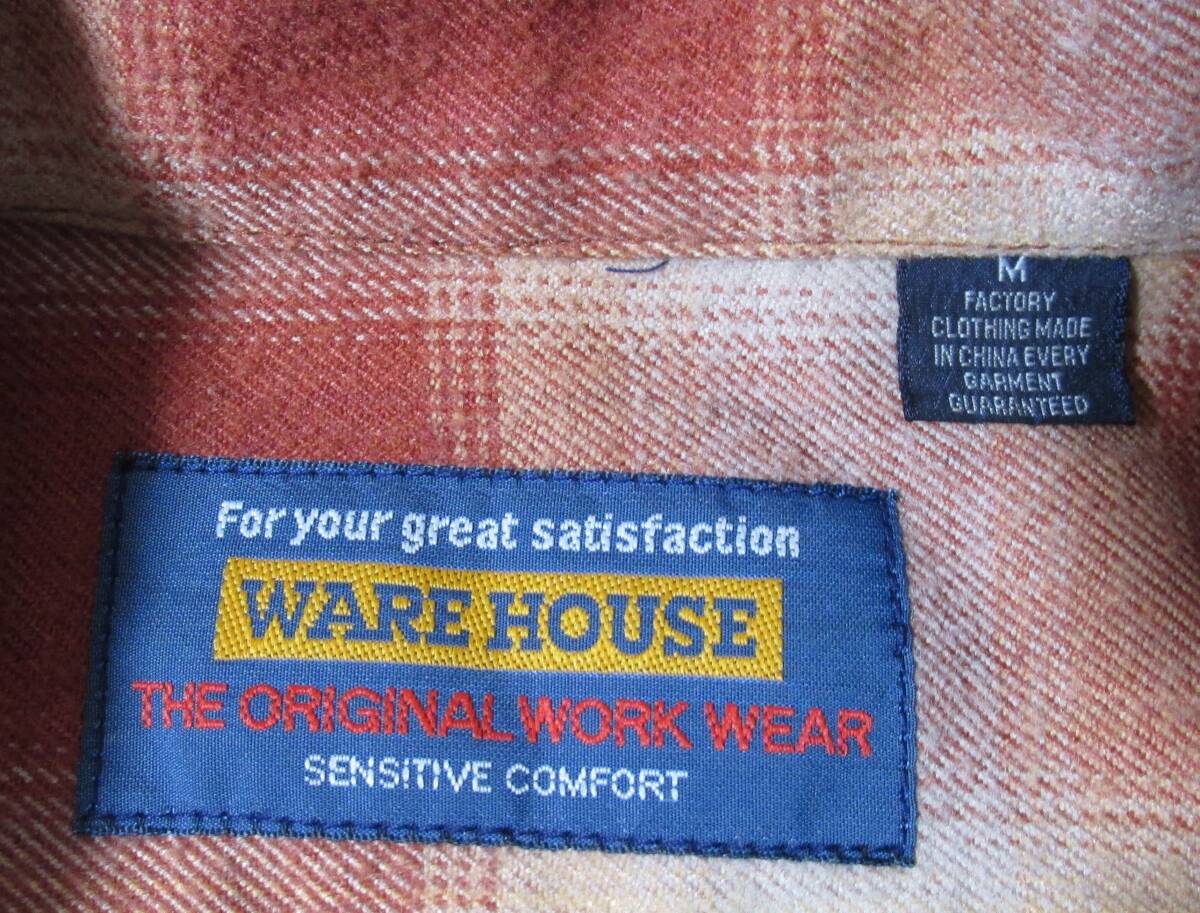 M
FACTORY
CLOTHING MADE
IN CHINA EVERY
GARMENT
GUARANTEED
For your great satisfaction
WARE HOUSE
THE ORIGINAL WORK WEAR
SENSITIVE COMFORT